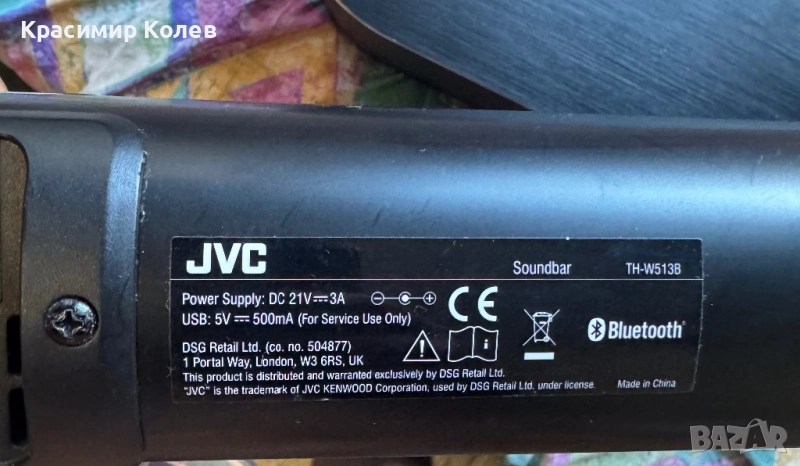 Красимир Колев
JVC
Soundbar TH-W513B
Power Supply: DC 21V⎓3A
USB: 5V ⎓ 500mA (For Service Use Only)
Bluetooth
DSG Retail Ltd. (co. no. 504877)
1 Portal Way, London, W3 6RS, UK
This product is distributed and warranted exclusively by DSG Retail Ltd.
"JVC" is the trademark of JVC KENWOOD Corporation, used by DSG Retail Ltd. under license.
Made in China
BAZAR